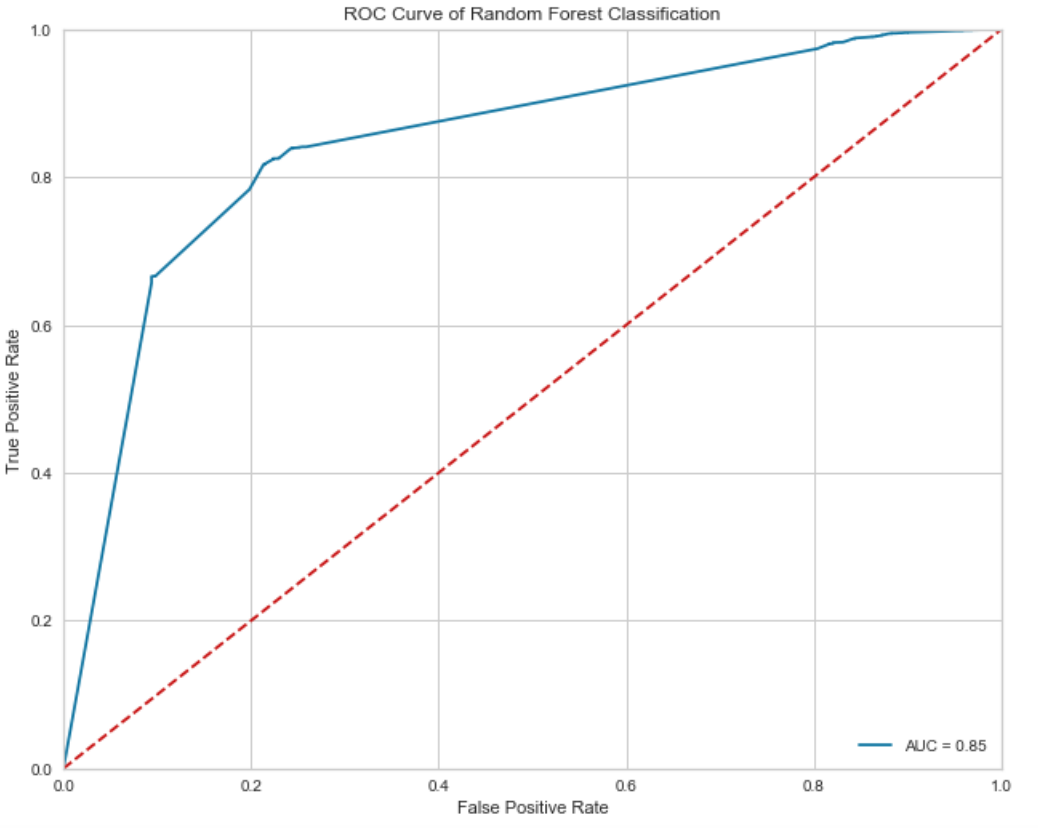 ROC Curve of Random Forest Classification
1.0
0.8
0.6
0.4
0.2
0.0
True Positive Rate
AUC = 0.85
0.0 0.2 0.4 0.6 0.8 1.0
False Positive Rate